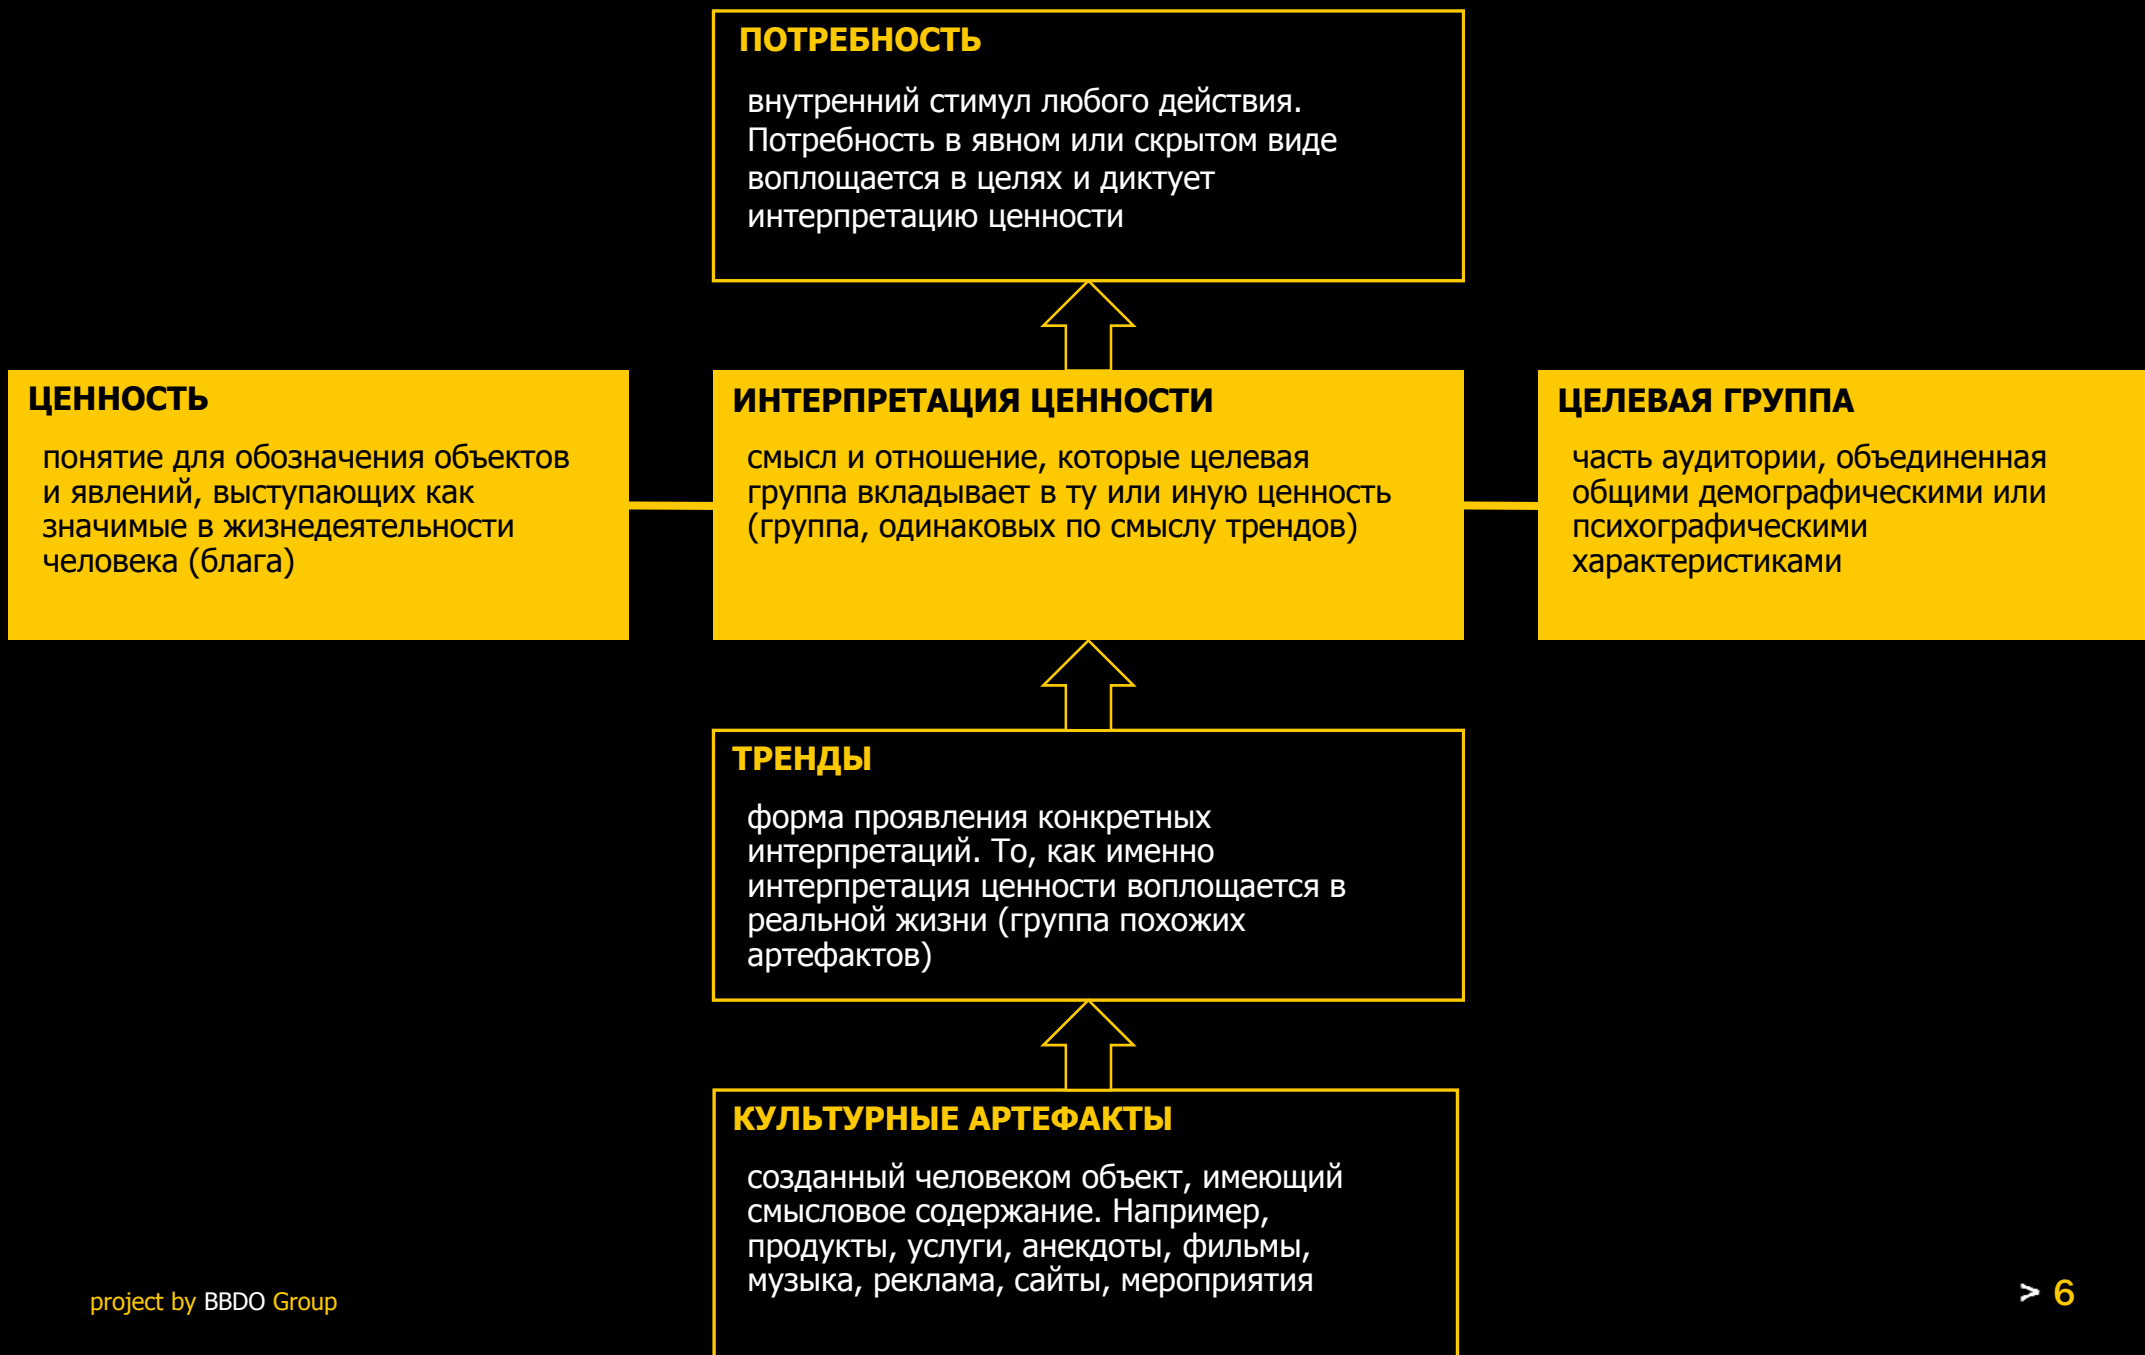 ПОТРЕБНОСТЬ
внутренний стимул любого действия.
Потребность в явном или скрытом виде
воплощается в целях и диктует
интерпретацию ценности
ЦЕННОСТЬ
понятие для обозначения объектов
и явлений, выступающих как
значимые в жизнедеятельности
человека (блага)
ИНТЕРПРЕТАЦИЯ ЦЕННОСТИ
смысл и отношение, которые целевая
группа вкладывает в ту или иную ценность
(группа, одинаковых по смыслу трендов)
ЦЕЛЕВАЯ ГРУППА
часть аудитории, объединенная
общими демографическими или
психографическими
характеристиками
ТРЕНДЫ
форма проявления конкретных
интерпретаций. То, как именно
интерпретация ценности воплощается в
реальной жизни (группа похожих
артефактов)
КУЛЬТУРНЫЕ АРТЕФАКТЫ
созданный человеком объект, имеющий
смысловое содержание. Например,
продукты, услуги, анекдоты, фильмы,
музыка, реклама, сайты, мероприятия
project by BBDO Group
> 6